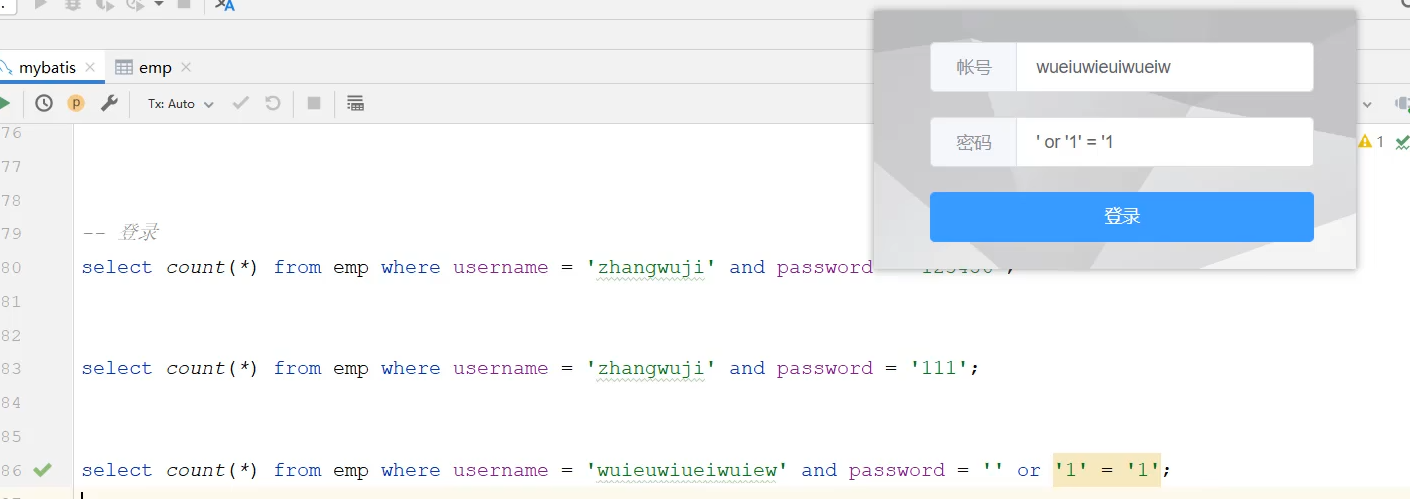 mybatis
emp
Tx: Auto
帐号
wueiuwieuiwueiw
密码
' or '1' = '1
登录
1
76
77
78
79 -- 登录
80 select count(*) from emp where username = 'zhangwuji' and password
81
82
83 select count(*) from emp where username = 'zhangwuji' and password = '111';
84
85
86 select count(*) from emp where username = 'wuieuwiueiwuiew' and password = '' or '1' = '1';